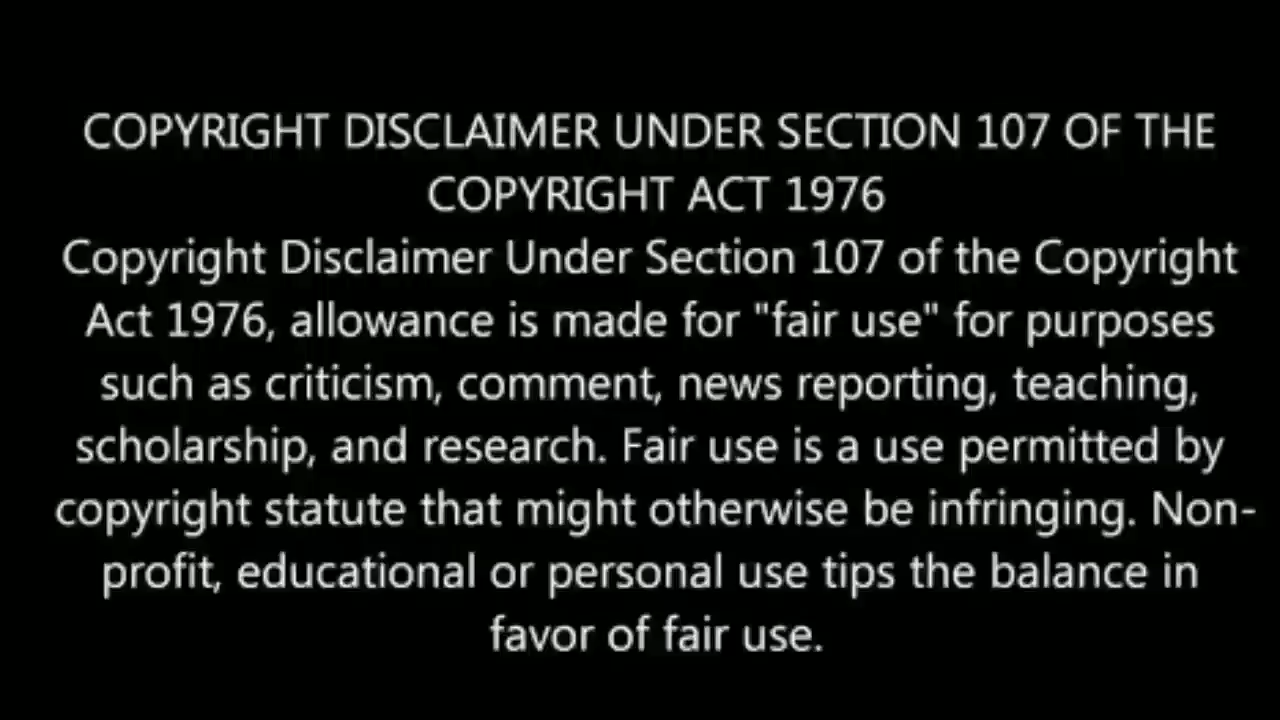 COPYRIGHT DISCLAIMER UNDER SECTION 107 OF THE
COPYRIGHT ACT 1976
Copyright Disclaimer Under Section 107 of the Copyright
Act 1976, allowance is made for "fair use" for purposes
such as criticism, comment, news reporting, teaching,
scholarship, and research. Fair use is a use permitted by
copyright statute that might otherwise be infringing. Non-
profit, educational or personal use tips the balance in
favor of fair use.